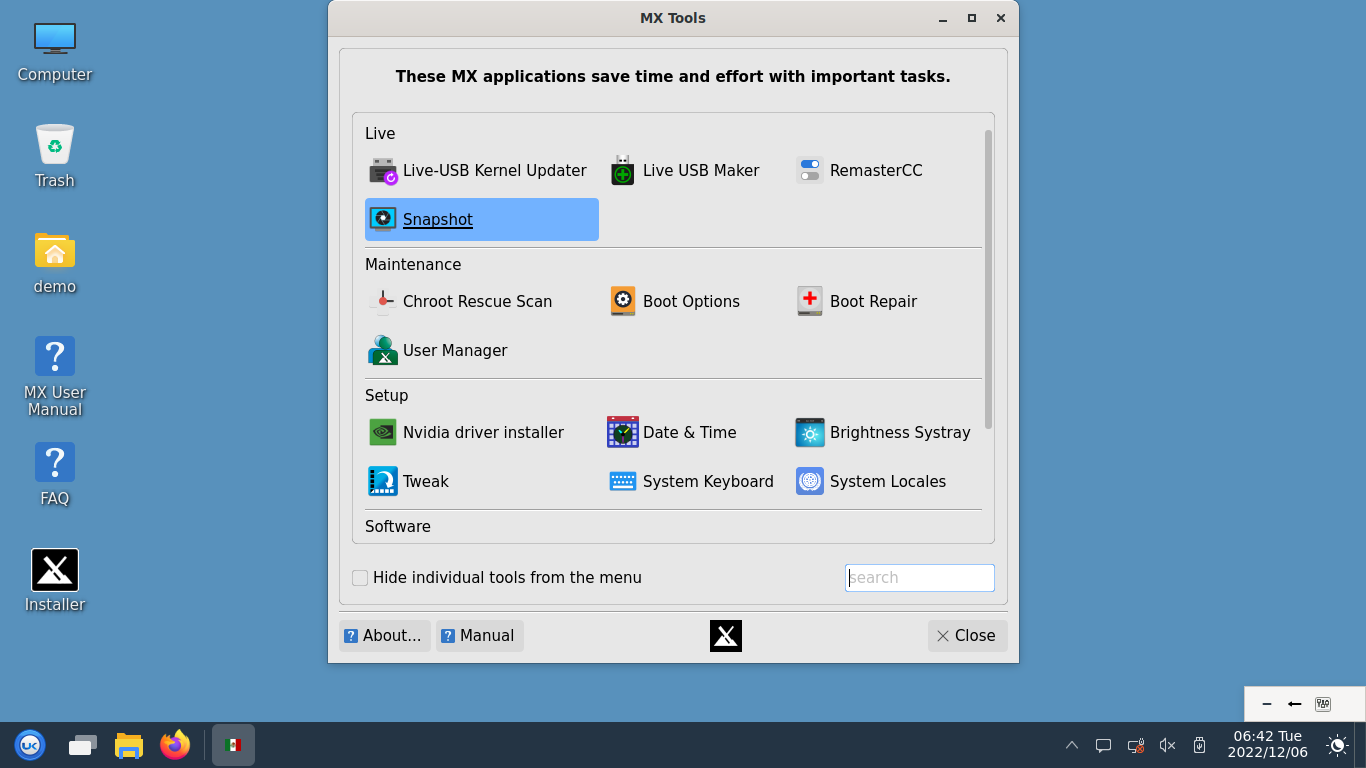 MX Tools
Computer
Trash
demo
MX User
Manual
FAQ
Installer
These MX applications save time and effort with important tasks.
Live
Live-USB Kernel Updater
Live USB Maker
RemasterCC
Snapshot
Maintenance
Chroot Rescue Scan
Boot Options
Boot Repair
User Manager
Setup
Nvidia driver installer
Date & Time
Brightness Systray
Tweak
System Keyboard
System Locales
Software
Hide individual tools from the menu
search
? About...
? Manual
Close
UK
06:42 Tue
2022/12/06